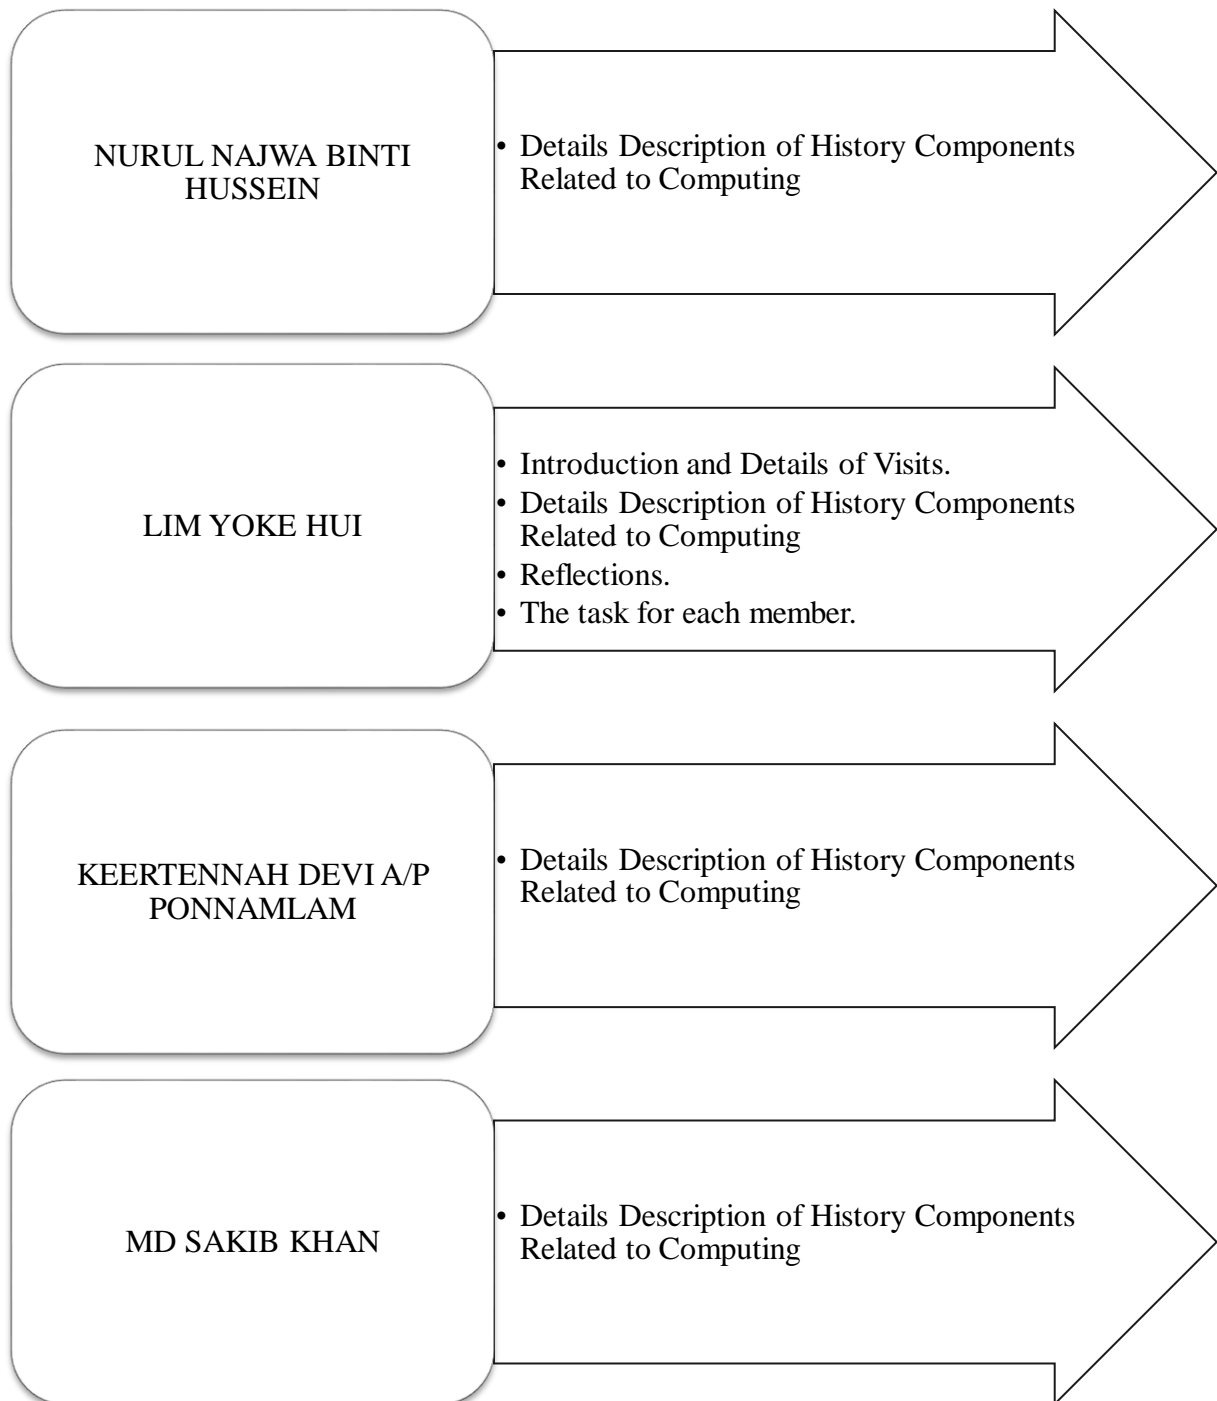 NURUL NAJWA BINTI
HUSSEIN
• Details Description of History Components
Related to Computing
LIM YOKE HUI
• Introduction and Details of Visits.
• Details Description of History Components
Related to Computing
• Reflections.
• The task for each member.
KEERTENNAH DEVI A/P
PONNAMLAM
• Details Description of History Components
Related to Computing
MD SAKIB KHAN
• Details Description of History Components
Related to Computing